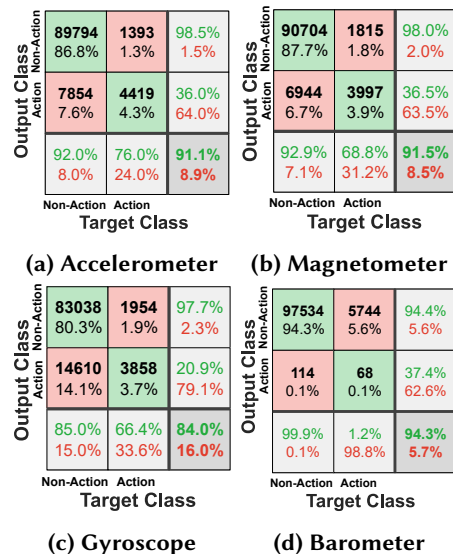 Output Class
Non-Action
Action
89794 1393 98.5%
86.8% 1.3% 1.5%
7854 4419 36.0%
7.6% 4.3% 64.0%
92.0% 76.0% 91.1%
8.0% 24.0% 8.9%
Non-Action Action
Target Class
(a) Accelerometer
Output Class
Non-Action
Action
90704 1815 98.0%
87.7% 1.8% 2.0%
6944 3997 36.5%
6.7% 3.9% 63.5%
92.9% 68.8% 91.5%
7.1% 31.2% 8.5%
Non-Action Action
Target Class
(b) Magnetometer
Output Class
Non-Action
Action
83038 1954 97.7%
80.3% 1.9% 2.3%
14610 3858 20.9%
14.1% 3.7% 79.1%
85.0% 66.4% 84.0%
15.0% 33.6% 16.0%
Non-Action Action
Target Class
(c) Gyroscope
Output Class
Non-Action
Action
97534 5744 94.4%
94.3% 5.6% 5.6%
114 68 37.4%
0.1% 0.1% 62.6%
99.9% 1.2% 94.3%
0.1% 98.8% 5.7%
Non-Action Action
Target Class
(d) Barometer